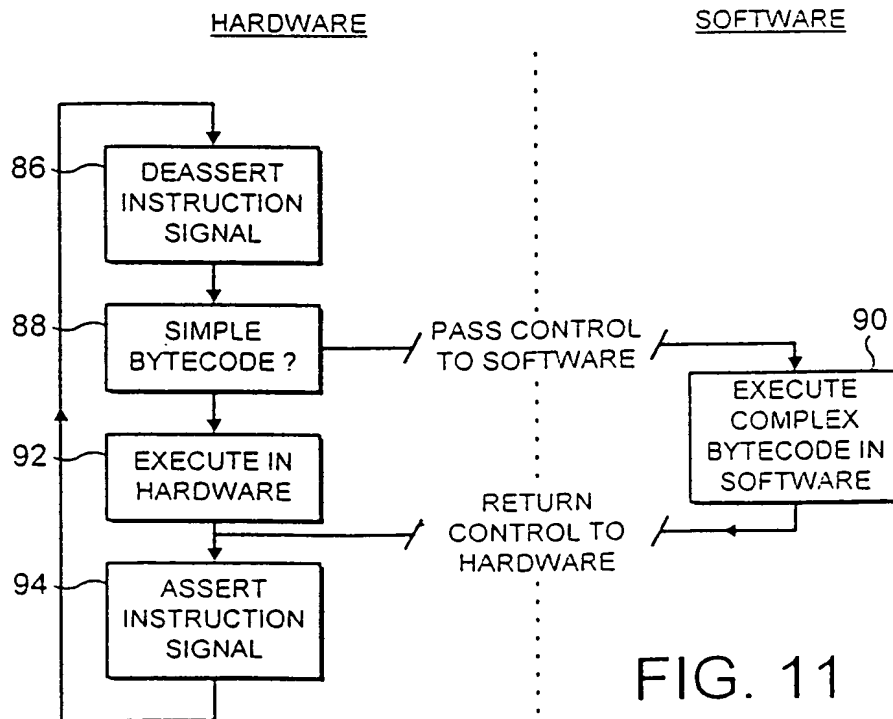 HARDWARE
SOFTWARE
86
DEASSERT
INSTRUCTION
SIGNAL
88
SIMPLE
BYTECODE ?
PASS CONTROL
TO SOFTWARE
90
EXECUTE
COMPLEX
BYTECODE IN
SOFTWARE
92
EXECUTE IN
HARDWARE
RETURN
CONTROL TO
HARDWARE
94
ASSERT
INSTRUCTION
SIGNAL
FIG. 11